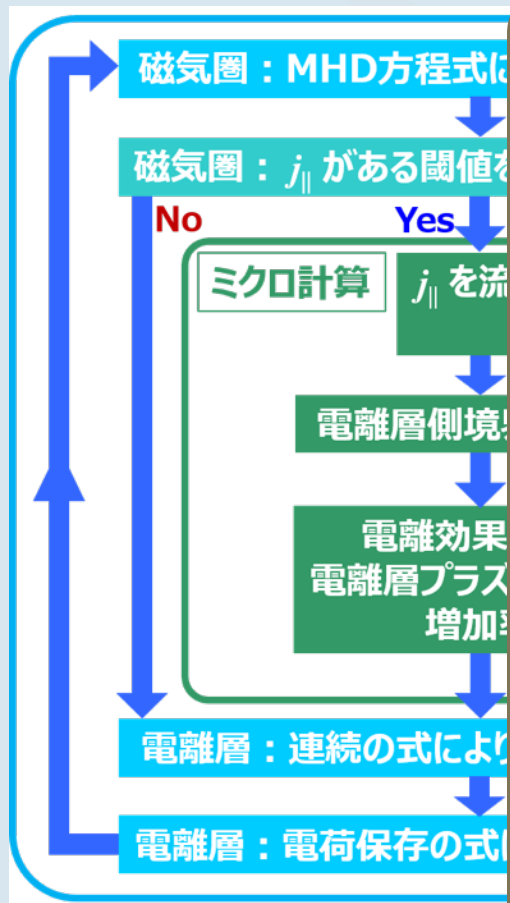 磁気圏：MHD方程式に
磁気圏：j∥ がある閾値を
No
Yes
ミクロ計算
j∥ を流
電離層側境界
電離効果
電離層プラズ
増加率
電離層：連続の式により
電離層：電荷保存の式に